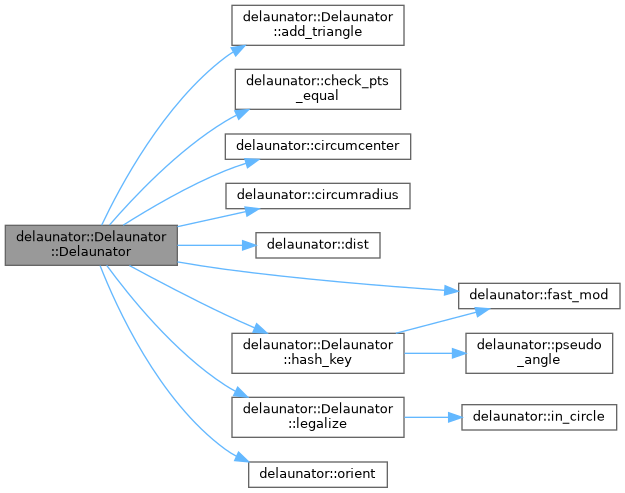 delaunator::Delaunator
::add_triangle
delaunator::check_pts
_equal
delaunator::circumcenter
delaunator::circumradius
delaunator::Delaunator
::Delaunator
delaunator::dist
delaunator::fast_mod
delaunator::Delaunator
::hash_key
delaunator::pseudo
_angle
delaunator::Delaunator
::legalize
delaunator::in_circle
delaunator::orient